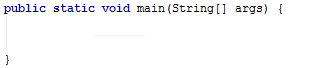 public static void main(String[] args) {
}